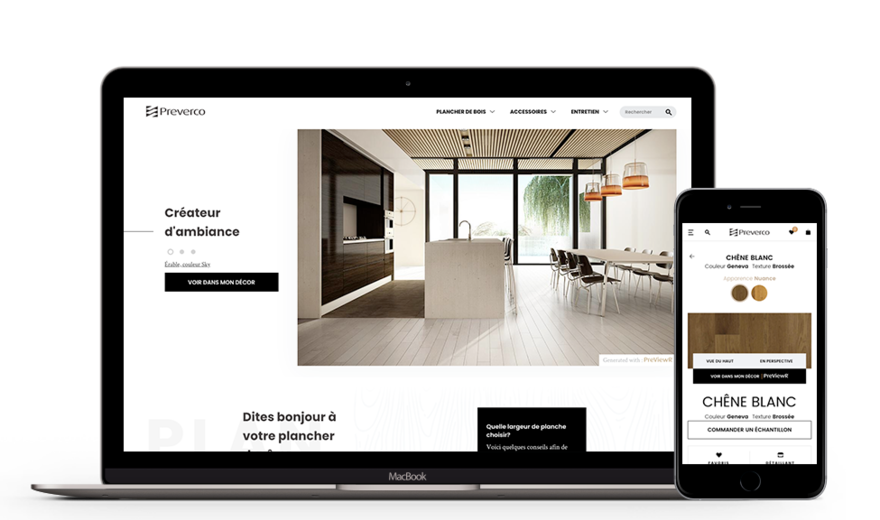 Preverco
PLANCHER DE BOIS
ACCESSOIRES
ENTRETIEN
Rechercher
Créateur
d'ambiance
Érable, couleur Sky
VOIR DANS MON DÉCOR
Generated with: PreViewR
Dites bonjour à
votre plancher
Quelle largeur de planche
choisir?
Voici quelques conseils afin de
MacBook
Preverco
CHÊNE BLANC
Couleur Geneva Texture Brossée
Apparence Nuance
VUE DU HAUT
EN PERSPECTIVE
VOIR DANS MON DÉCOR | PreViewR
CHÊNE BLANC
Couleur Geneva Texture Brossée
COMMANDER UN ÉCHANTILLON
FAVORIS
DÉTAILLANT